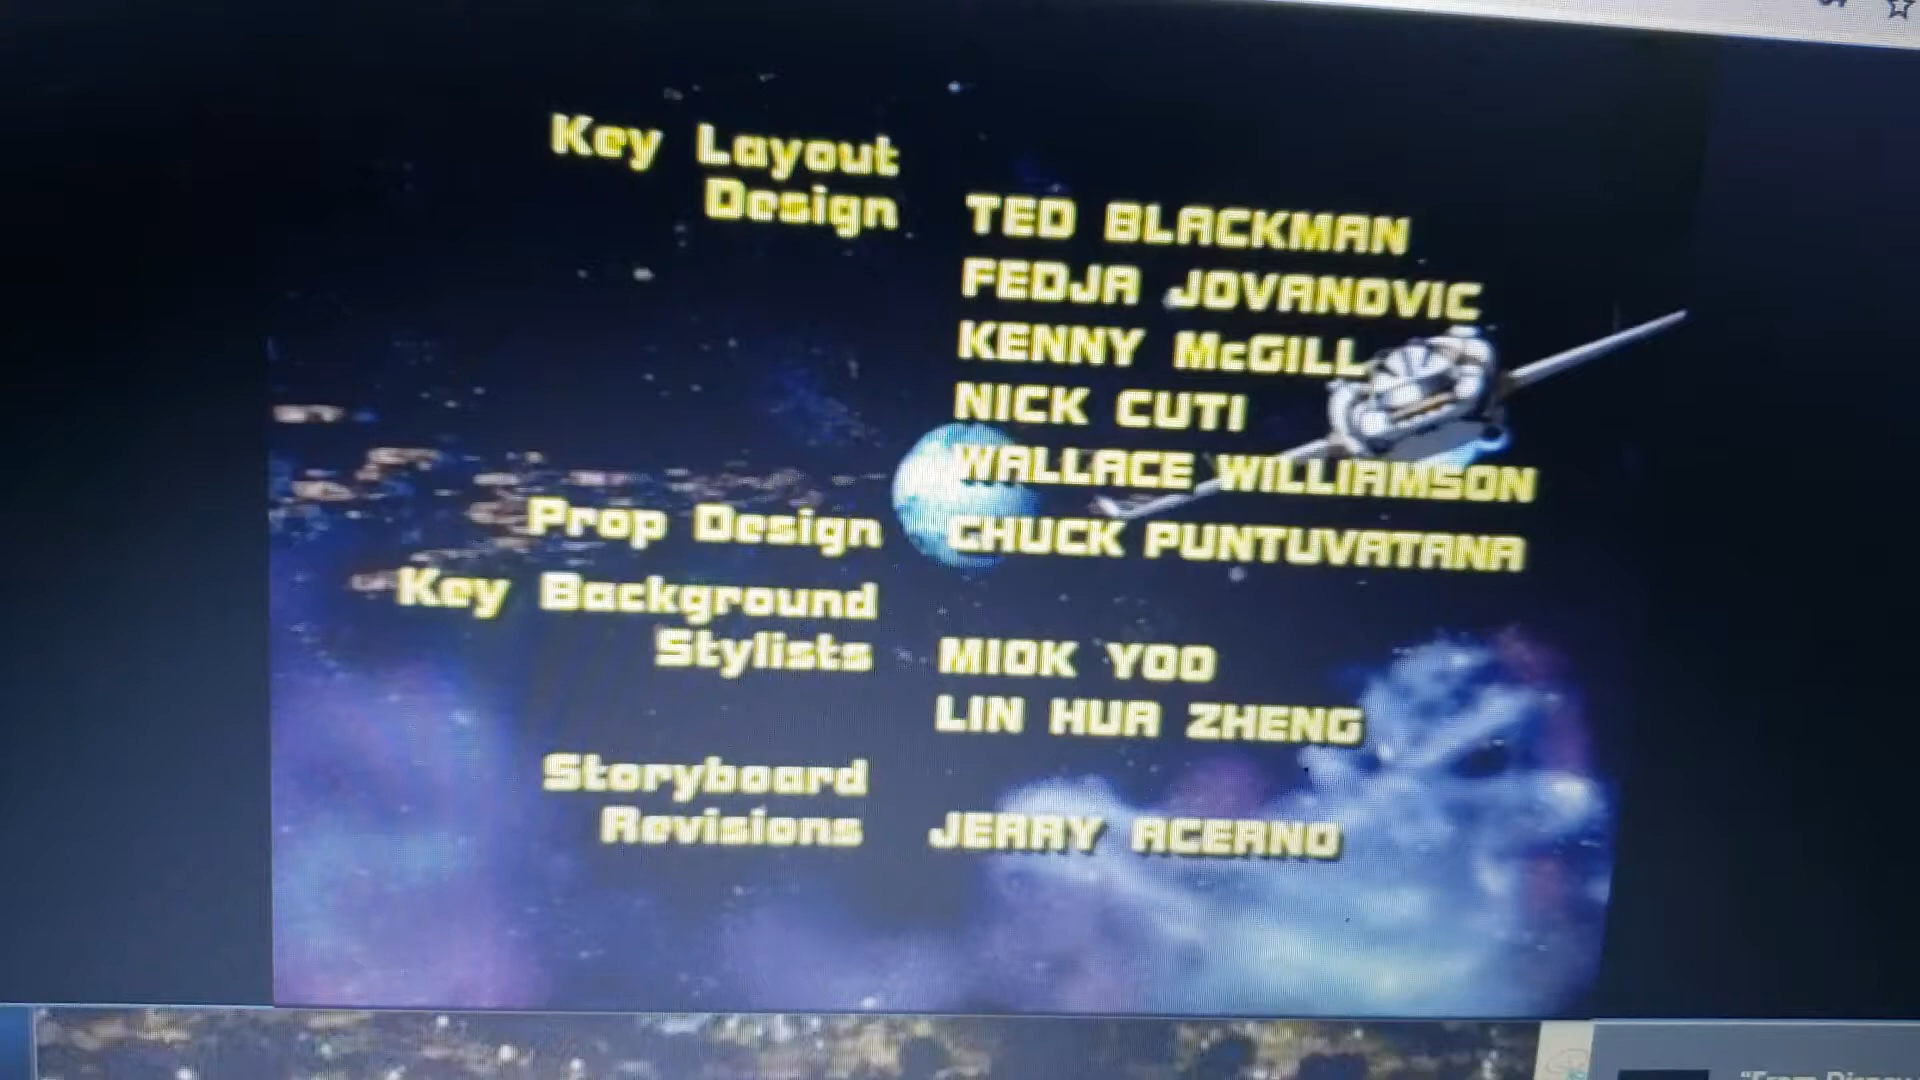 Key Layout
Design TED BLACKMAN
FEDJA JOVANOVIC
KENNY McGILL
NICK CUTI
WALLACE WILLIAMSON
Prop Design CHUCK PUNTUVATANA
Key Background
Stylists MIOK YOO
LIN HUA ZHENG
Storyboard
Revisions JERRY ACERNO